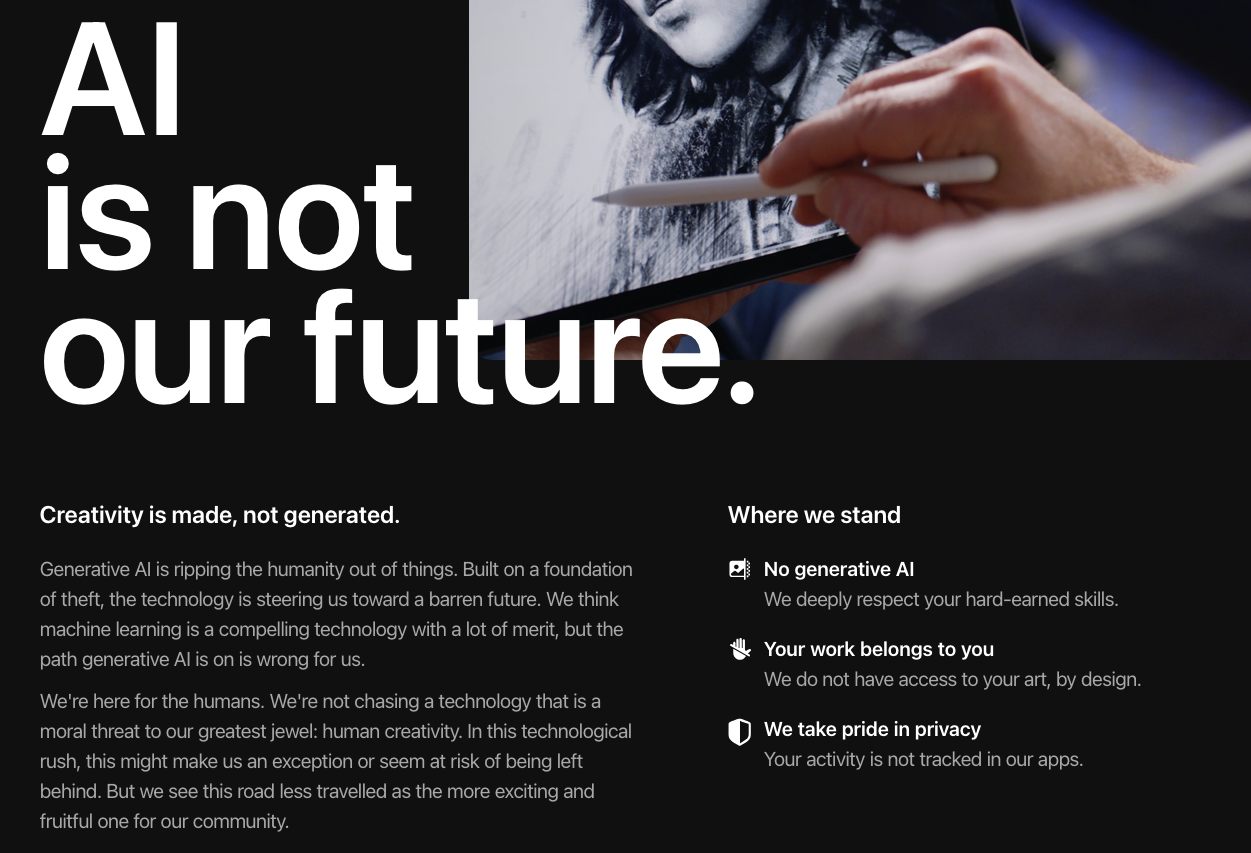 AI
is not
our future.
Creativity is made, not generated.
Generative AI is ripping the humanity out of things. Built on a foundation
of theft, the technology is steering us toward a barren future. We think
machine learning is a compelling technology with a lot of merit, but the
path generative AI is on is wrong for us.
We're here for the humans. We're not chasing a technology that is a
moral threat to our greatest jewel: human creativity. In this technological
rush, this might make us an exception or seem at risk of being left
behind. But we see this road less travelled as the more exciting and
fruitful one for our community.
Where we stand
No generative AI
We deeply respect your hard-earned skills.
Your work belongs to you
We do not have access to your art, by design.
We take pride in privacy
Your activity is not tracked in our apps.